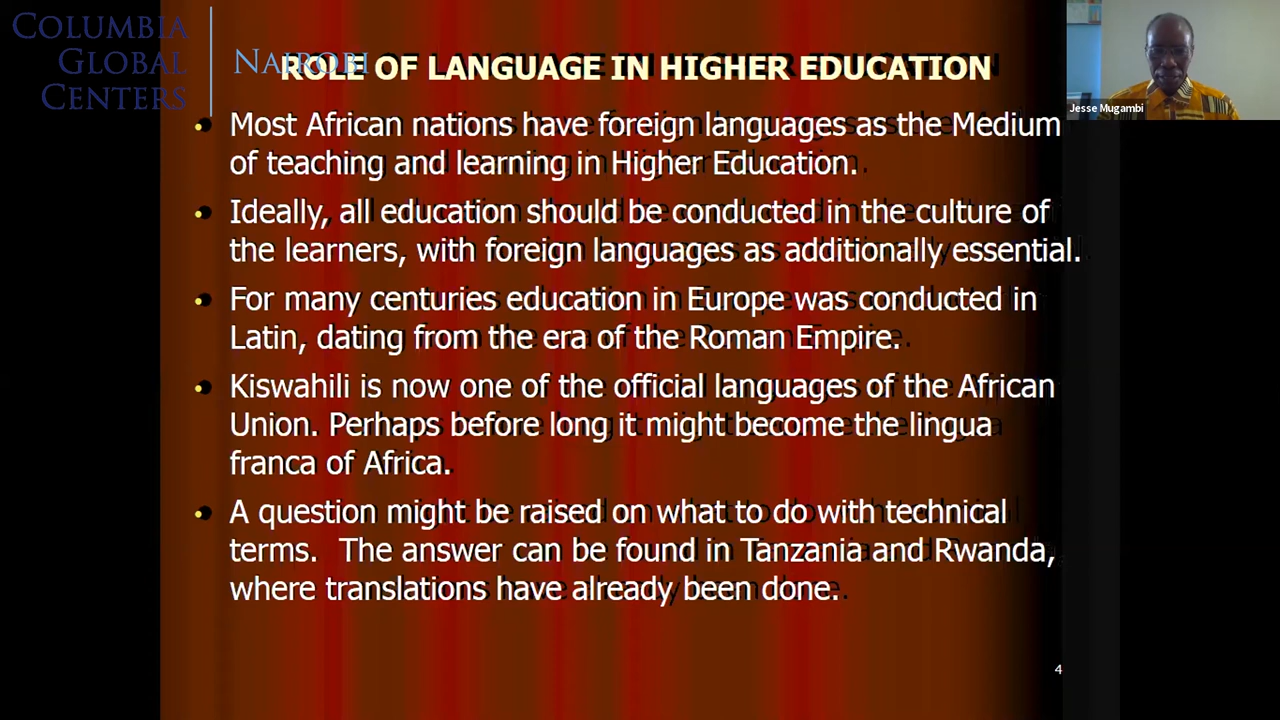 COLUMBIA
GLOBAL
CENTERS
NAIROBI
ROLE OF LANGUAGE IN HIGHER EDUCATION
Jesse Mugambi
• Most African nations have foreign languages as the Medium
of teaching and learning in Higher Education.
• Ideally, all education should be conducted in the culture of
the learners, with foreign languages as additionally essential.
• For many centuries education in Europe was conducted in
Latin, dating from the era of the Roman Empire.
• Kiswahili is now one of the official languages of the African
Union. Perhaps before long it might become the lingua
franca of Africa.
• A question might be raised on what to do with technical
terms.  The answer can be found in Tanzania and Rwanda,
where translations have already been done.
4